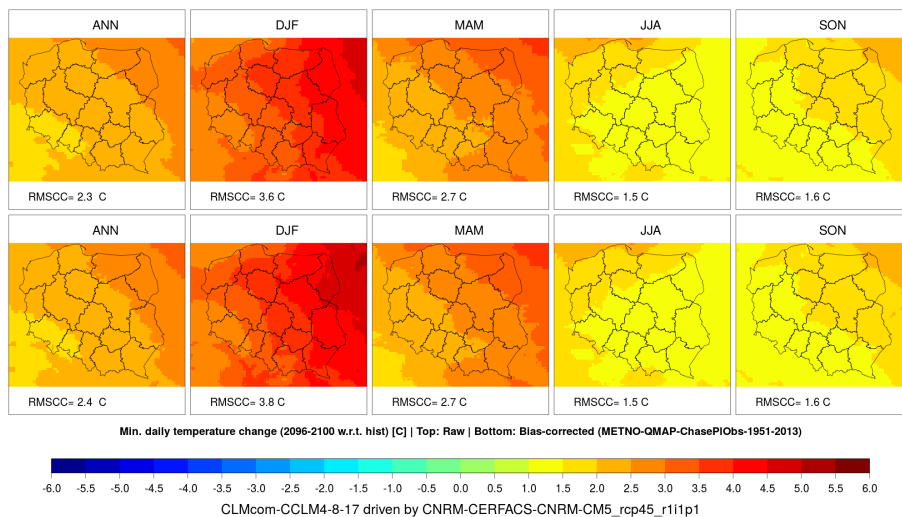 ANN DJF MAM JJA SON
RMSCC= 2.3 C RMSCC= 3.6 C RMSCC= 2.7 C RMSCC= 1.5 C RMSCC= 1.6 C
ANN DJF MAM JJA SON
RMSCC= 2.4 C RMSCC= 3.8 C RMSCC= 2.7 C RMSCC= 1.5 C RMSCC= 1.6 C
Min. daily temperature change (2096-2100 w.r.t. hist) [C] | Top: Raw | Bottom: Bias-corrected (METNO-QMAP-ChasePlObs-1951-2013)
-6.0 -5.5 -5.0 -4.5 -4.0 -3.5 -3.0 -2.5 -2.0 -1.5 -1.0 -0.5 0.0 0.5 1.0 1.5 2.0 2.5 3.0 3.5 4.0 4.5 5.0 5.5 6.0
CLMcom-CCLM4-8-17 driven by CNRM-CERFACS-CNRM-CM5_rcp45_r1i1p1